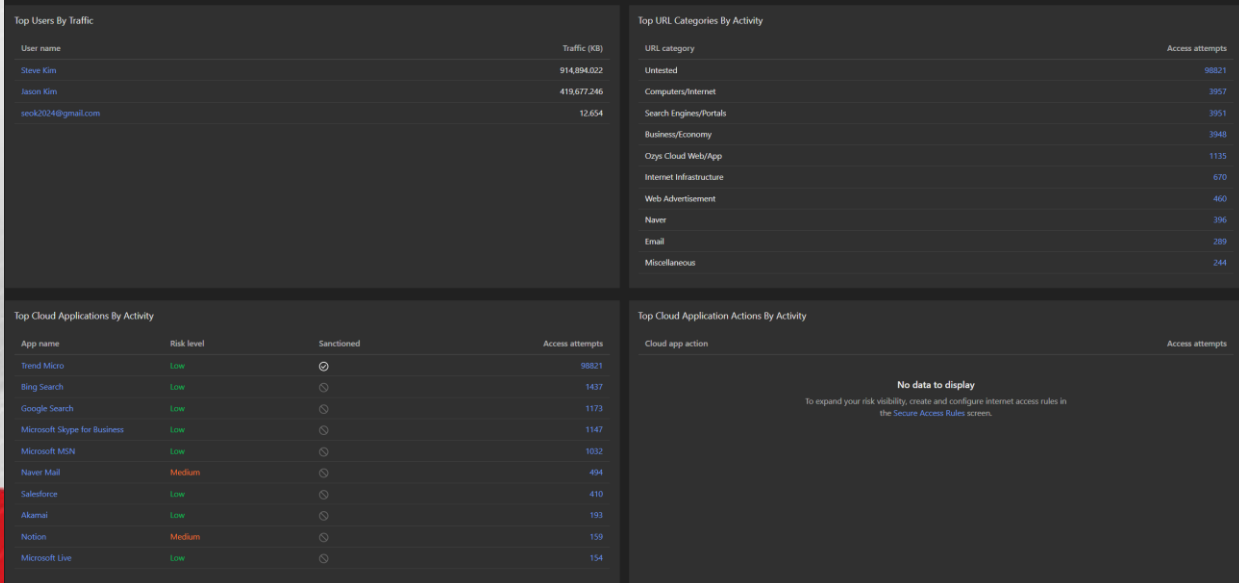 Top Users By Traffic
User name Traffic (KB)
Steve Kim 914,894.022
Jason Kim 419,677.246
seok2024@gmail.com 12.654
Top URL Categories By Activity
URL category Access attempts
Untested 98821
Computers/Internet 3957
Search Engines/Portals 3951
Business/Economy 3948
Ozys Cloud Web/App 1135
Internet Infrastructure 670
Web Advertisement 460
Naver 396
Email 289
Miscellaneous 244
Top Cloud Applications By Activity
App name Risk level Sanctioned Access attempts
Trend Micro Low 98821
Bing Search Low 1437
Google Search Low 1173
Microsoft Skype for Business Low 1147
Microsoft MSN Low 1032
Naver Mail Medium 494
Salesforce Low 410
Akamai Low 193
Notion Medium 159
Microsoft Live Low 154
Top Cloud Application Actions By Activity
Cloud app action Access attempts
No data to display
To expand your risk visibility, create and configure internet access rules in
the Secure Access Rules screen.